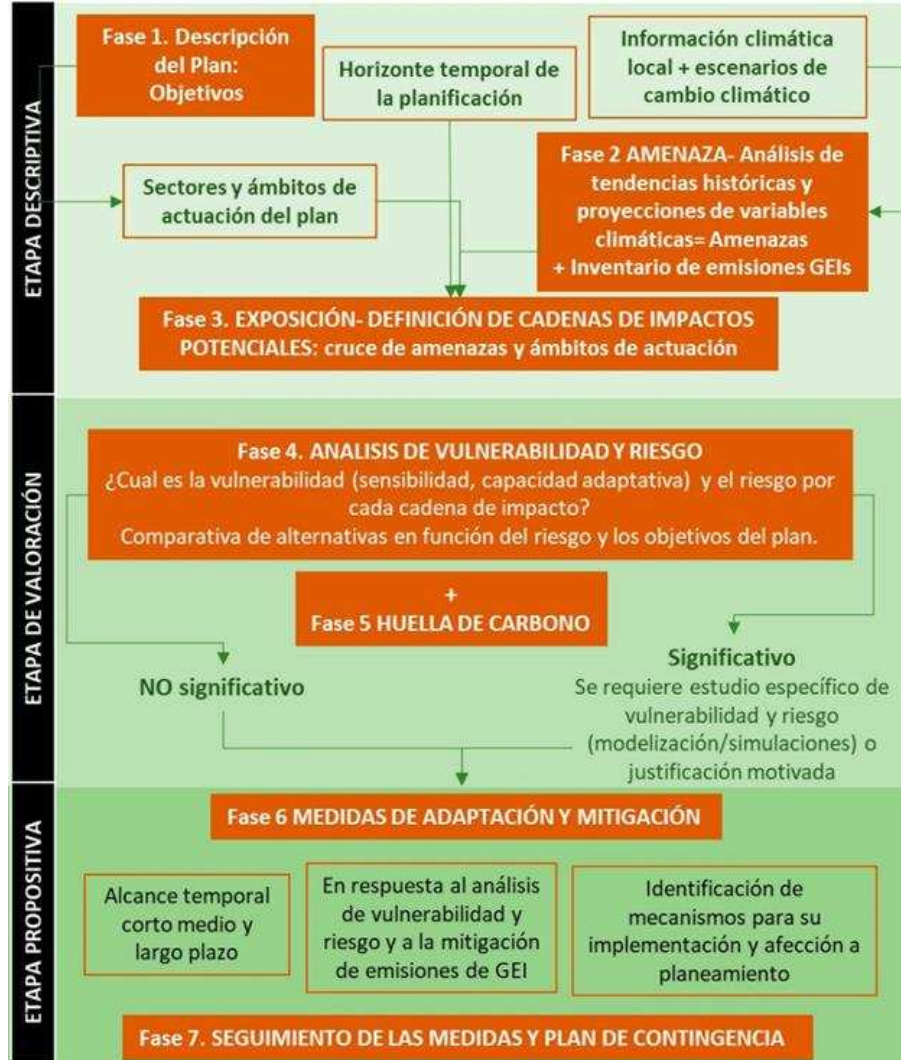 ETAPA DESCRIPTIVA
Fase 1. Descripción
del Plan:
Objetivos
Horizonte temporal de
la planificación
Información climática
local + escenarios de
cambio climático
Sectores y ámbitos de
actuación del plan
Fase 2 AMENAZA- Análisis de
tendencias históricas y
proyecciones de variables
climáticas= Amenazas
+ Inventario de emisiones GEIs
Fase 3. EXPOSICIÓN- DEFINICIÓN DE CADENAS DE IMPACTOS
POTENCIALES: cruce de amenazas y ámbitos de actuación
ETAPA DE VALORACIÓN
Fase 4. ANALISIS DE VULNERABILIDAD Y RIESGO
¿Cual es la vulnerabilidad (sensibilidad, capacidad adaptativa) y el riesgo por
cada cadena de impacto?
Comparativa de alternativas en función del riesgo y los objetivos del plan.
+
Fase 5 HUELLA DE CARBONO
NO significativo
Significativo
Se requiere estudio específico de
vulnerabilidad y riesgo
(modelización/simulaciones) o
justificación motivada
ETAPA PROPOSITIVA
Fase 6 MEDIDAS DE ADAPTACIÓN Y MITIGACIÓN
Alcance temporal
corto medio y
largo plazo
En respuesta al análisis
de vulnerabilidad y
riesgo y a la mitigación
de emisiones de GEI
Identificación de
mecanismos para su
implementación y afección a
planeamiento
Fase 7. SEGUIMIENTO DE LAS MEDIDAS Y PLAN DE CONTINGENCIA